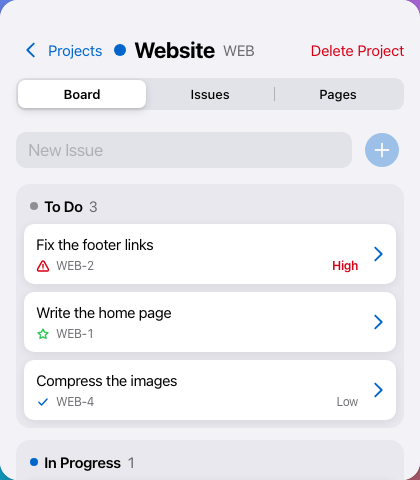 Projects Website WEB Delete Project
Board Issues Pages
New Issue
To Do 3
Fix the footer links
WEB-2 High
Write the home page
WEB-1
Compress the images
WEB-4 Low
In Progress 1